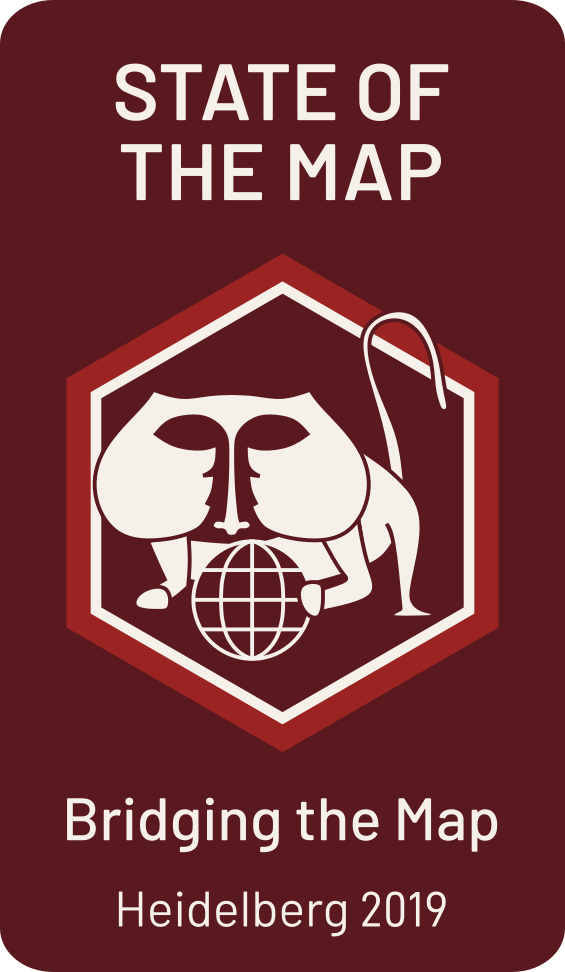 STATE OF
THE MAP
Bridging the Map
Heidelberg 2019